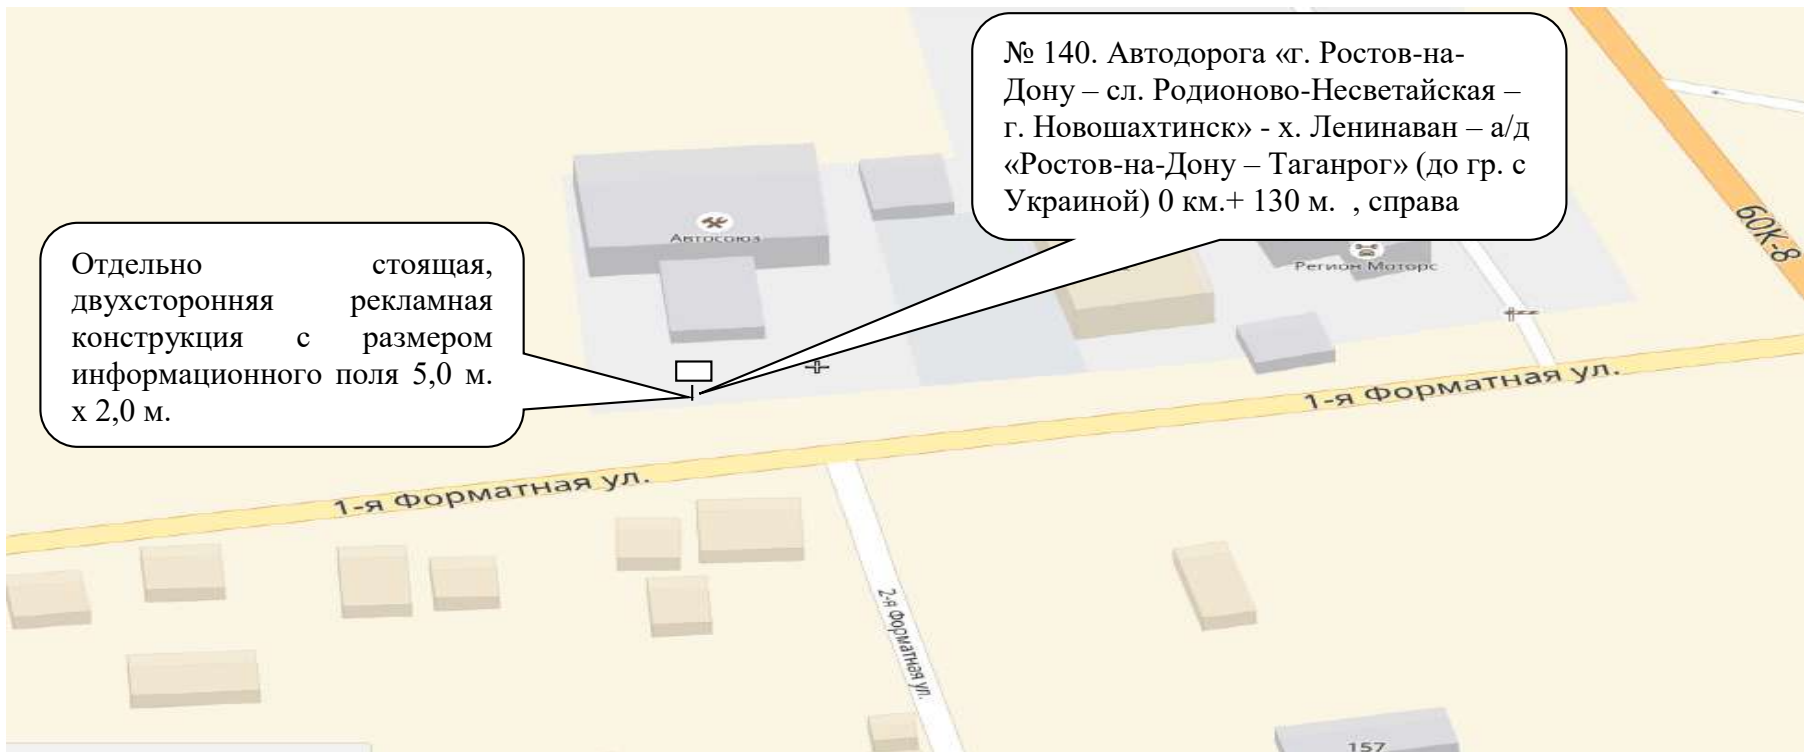 № 140. Автодорога «г. Ростов-на-
Дону – сл. Родионово-Несветайская –
г. Новошахтинск» - х. Ленинаван – а/д
«Ростов-на-Дону – Таганрог» (до гр. с
Украиной) 0 км.+ 130 м. , справа
Отдельно стоящая,
двухсторонняя рекламная
конструкция с размером
информационного поля 5,0 м.
х 2,0 м.
Автосоюз
Регион Моторс
60К-8
1-я Форматная ул.
1-я Форматная ул.
2-я Форматная ул.
157